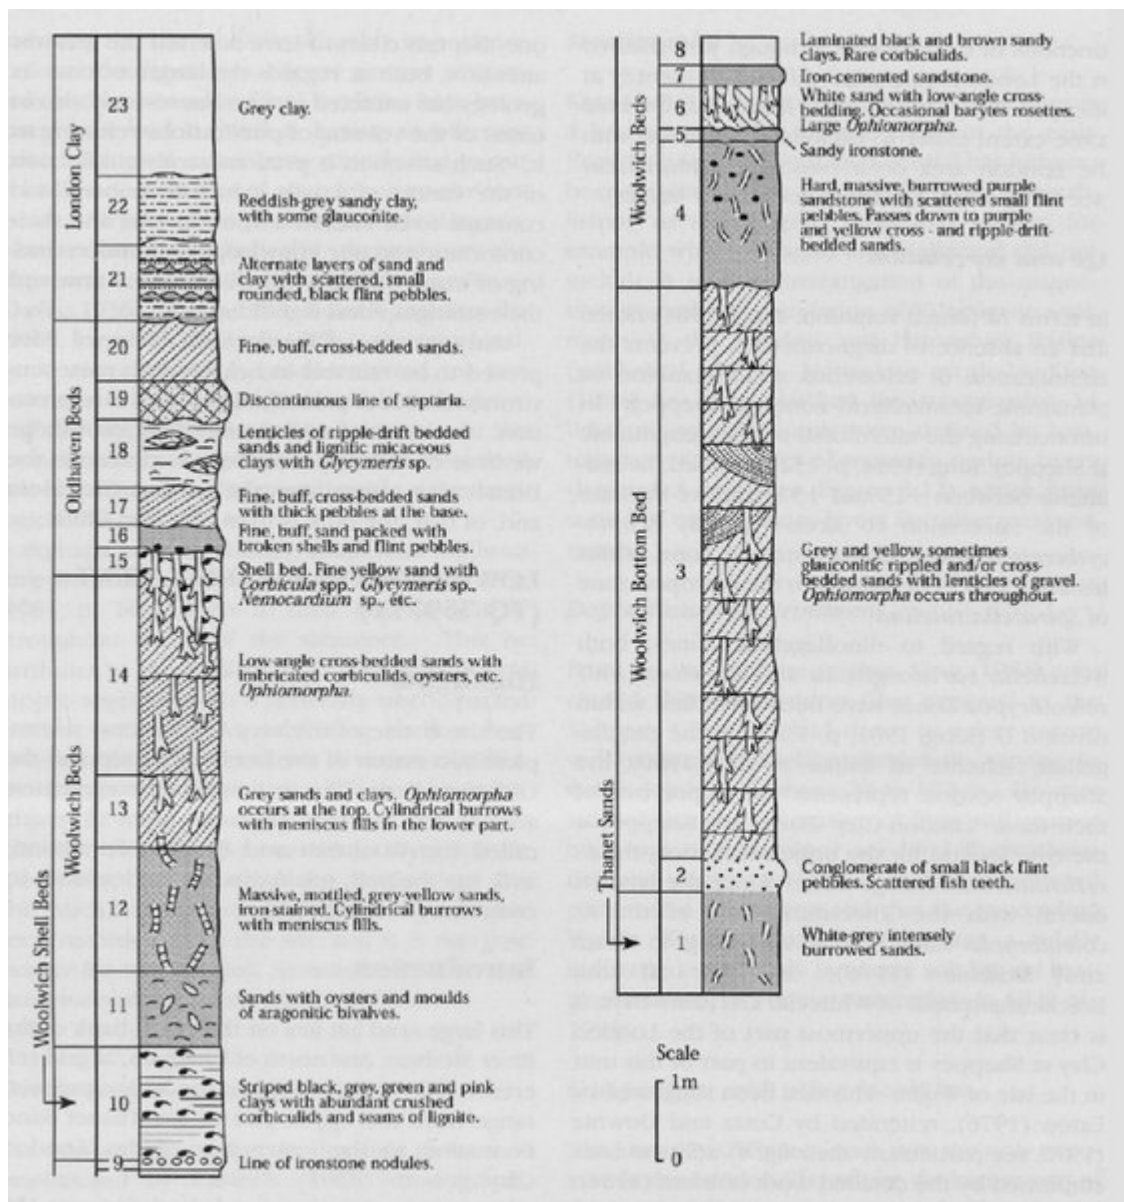 London Clay
Oldhaven Beds
Woolwich Beds
Woolwich Shell Beds
23
Grey clay.
22
Reddish-grey sandy clay,
with some glauconite.
21
Alternate layers of sand and
clay with scattered, small
rounded, black flint pebbles.
20
Fine, buff, cross-bedded sands.
19
Discontinuous line of septaria.
18
Lenticles of ripple-drift bedded
sands and lignitic micaceous
clays with Glycymeris sp.
17
Fine, buff, cross-bedded sands
with thick pebbles at the base.
16
Fine, buff, sand packed with
broken shells and flint pebbles.
15
Shell bed. Fine yellow sand with
Corbicula spp., Glycymeris sp.,
Nemocardium sp., etc.
14
Low-angle cross-bedded sands with
imbricated corbiculids, oysters, etc.
Ophiomorpha.
13
Grey sands and clays. Ophiomorpha
occurs at the top. Cylindrical burrows
with meniscus fills in the lower part.
12
Massive, mottled, grey-yellow sands,
iron-stained. Cylindrical burrows
with meniscus fills.
11
Sands with oysters and moulds
of aragonitic bivalves.
10
Striped black, grey, green and pink
clays with abundant crushed
corbiculids and seams of lignite.
9
Line of ironstone nodules.
Woolwich Beds
Woolwich Bottom Bed
Thanet Sands
8
Laminated black and brown sandy
clays. Rare corbiculids.
7
Iron-cemented sandstone.
6
White sand with low-angle cross-
bedding. Occasional barytes rosettes.
Large Ophiomorpha.
5
Sandy ironstone.
4
Hard, massive, burrowed purple
sandstone with scattered small flint
pebbles. Passes down to purple
and yellow cross - and ripple-drift-
bedded sands.
3
Grey and yellow, sometimes
glauconitic rippled and/or cross-
bedded sands with lenticles of gravel.
Ophiomorpha occurs throughout.
2
Conglomerate of small black flint
pebbles. Scattered fish teeth.
1
White-grey intensely
burrowed sands.
Scale
1m
0